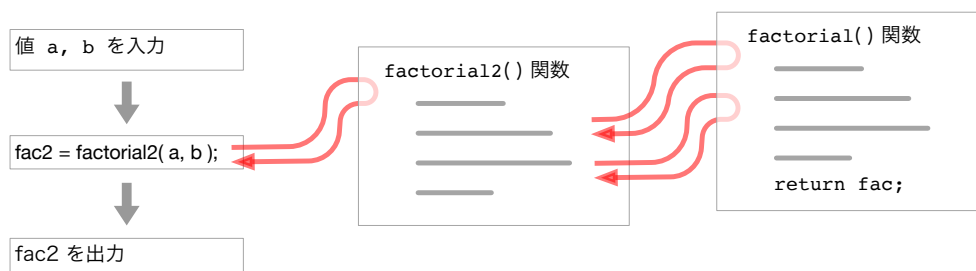 値 a, b を入力
fac2 = factorial2( a, b );
fac2 を出力
factorial2() 関数
factorial() 関数
return fac;